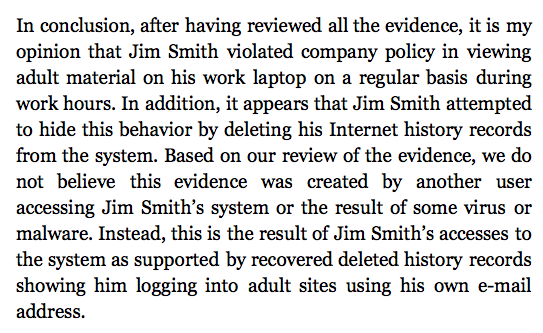 In conclusion, after having reviewed all the evidence, it is my
opinion that Jim Smith violated company policy in viewing
adult material on his work laptop on a regular basis during
work hours. In addition, it appears that Jim Smith attempted
to hide this behavior by deleting his Internet history records
from the system. Based on our review of the evidence, we do
not believe this evidence was created by another user
accessing Jim Smith’s system or the result of some virus or
malware. Instead, this is the result of Jim Smith’s accesses to
the system as supported by recovered deleted history records
showing him logging into adult sites using his own e-mail
address.